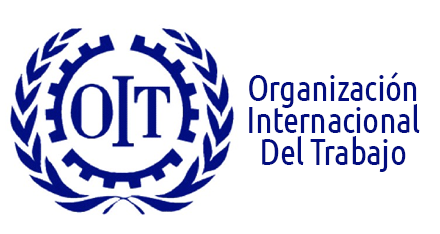 OIT
Organización
Internacional
Del Trabajo